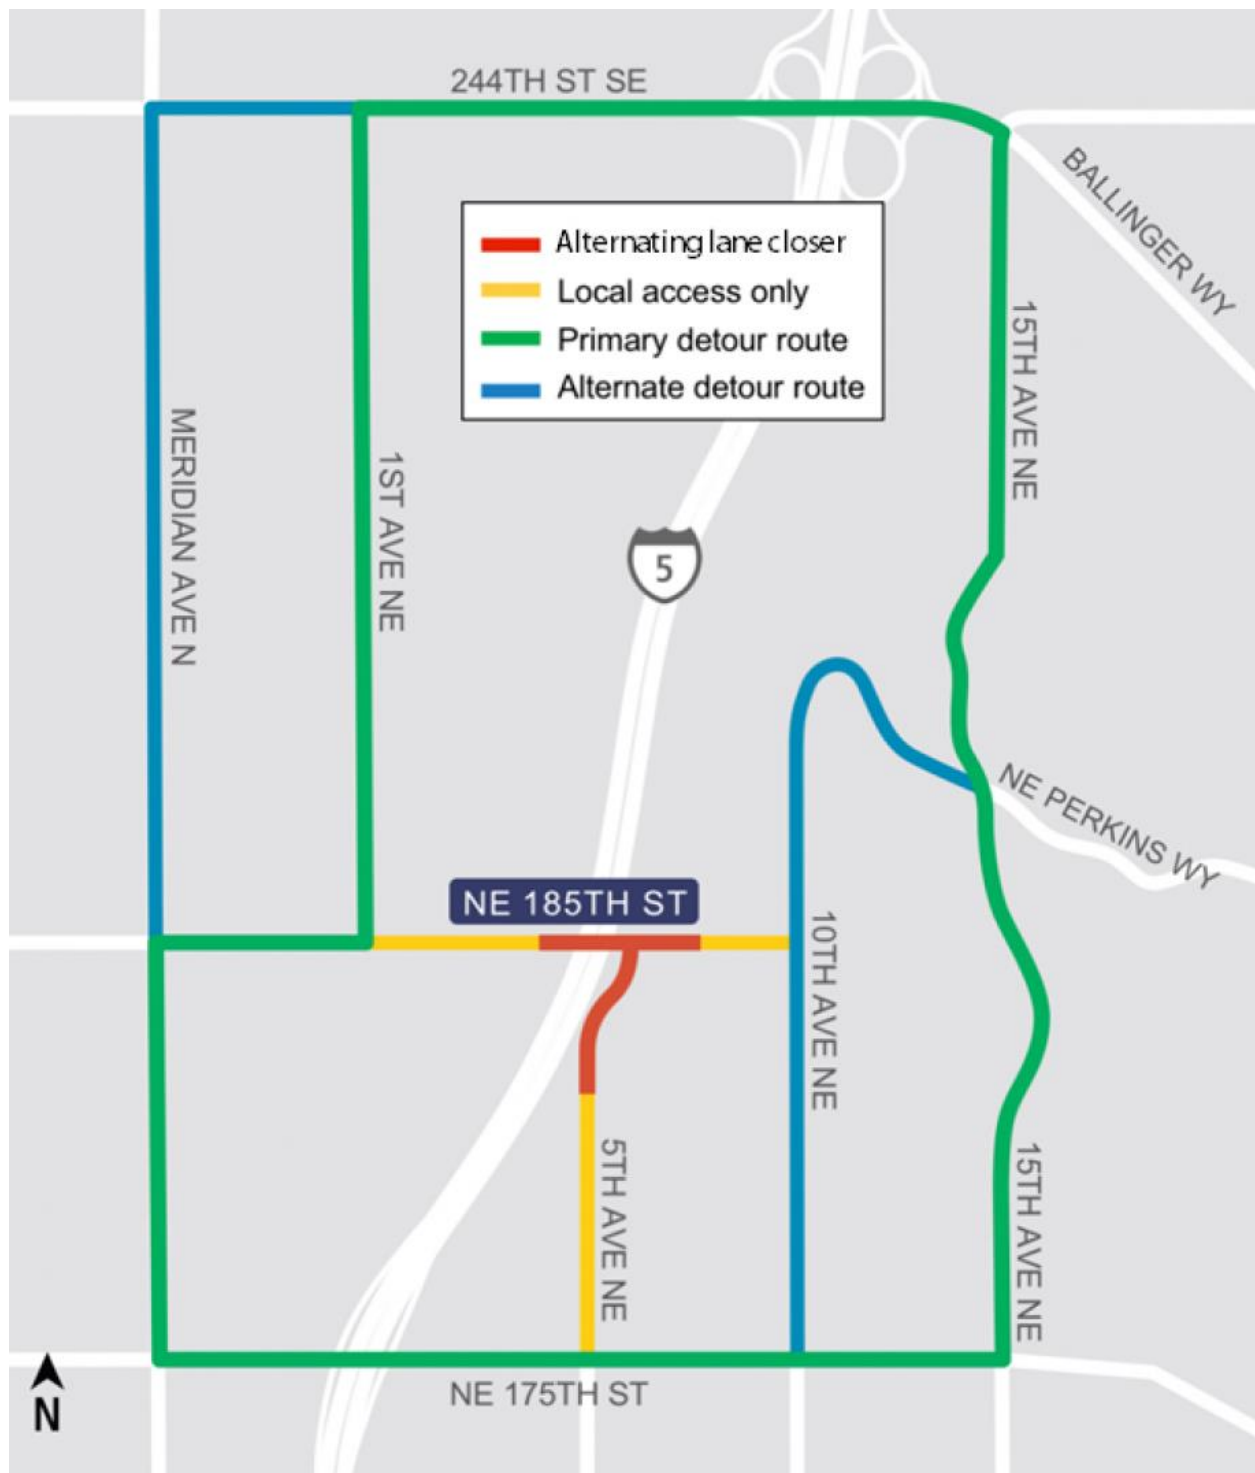 244TH ST SE
BALLINGER WY
Alternating lane closer
Local access only
Primary detour route
Alternate detour route
15TH AVE NE
MERIDIAN AVE N
1ST AVE NE
5
NE PERKINS WY
NE 185TH ST
10TH AVE NE
5TH AVE NE
15TH AVE NE
NE 175TH ST
N